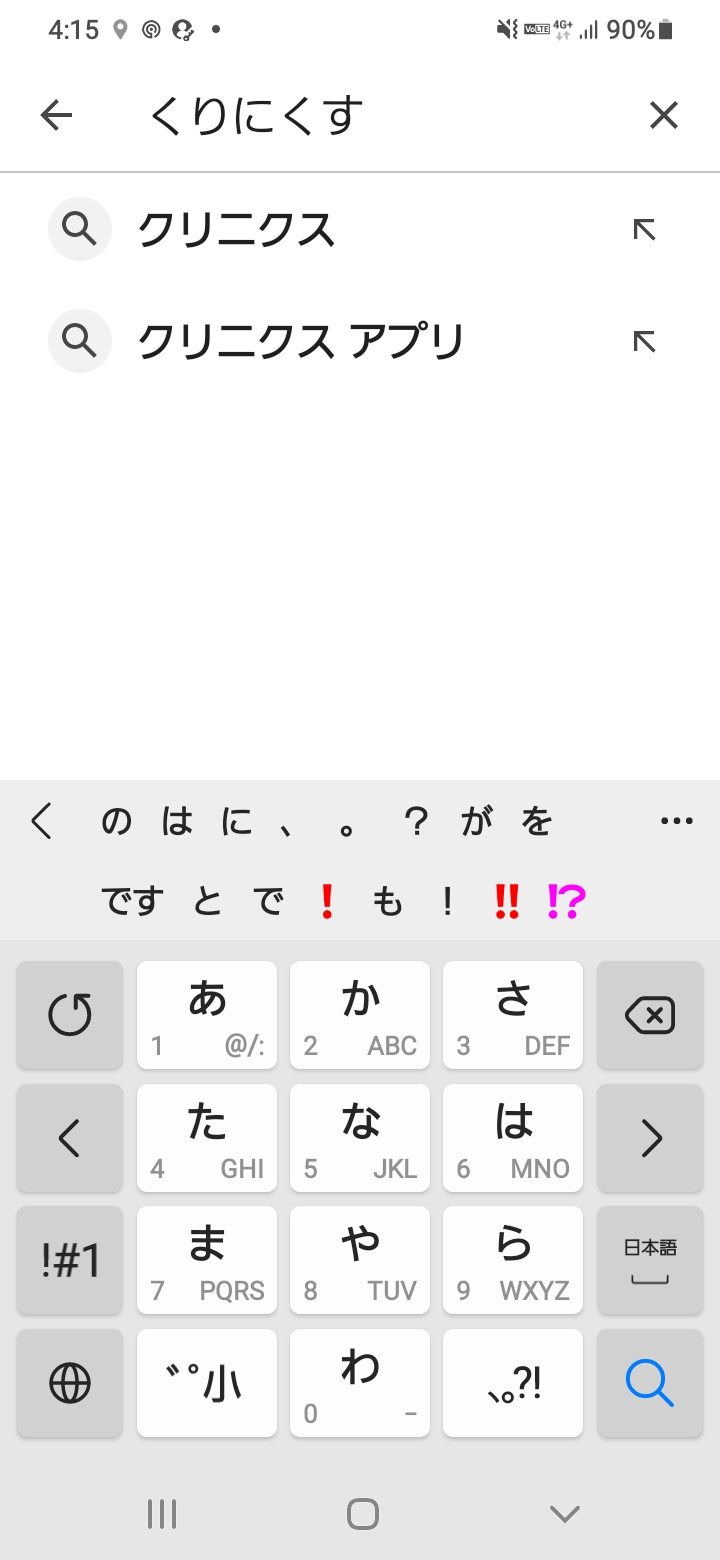 4:15 VoLTE 4G+ 90%
くりにくす
クリニクス
クリニクス アプリ
の は に 、 。 ? が を
です と で ❗ も ! ‼ ⁉
あ か さ
1 @/: 2 ABC 3 DEF
た な は
4 GHI 5 JKL 6 MNO
!#1 ま や ら 日本語
7 PQRS 8 TUV 9 WXYZ
゛゜小 わ 、。?!
0 ー